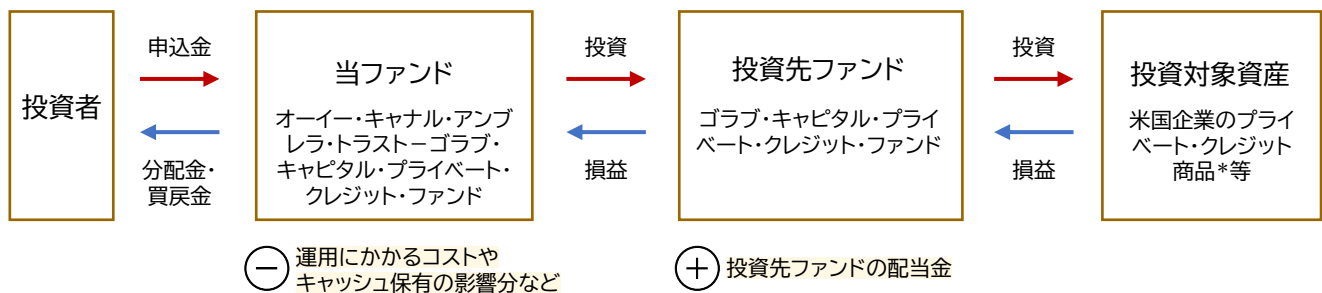 投資者
申込金
分配金・
買戻金
当ファンド
オーイー・キャナル・アンブ
レラ・トラスト－ゴラブ・
キャピタル・プライベート・
クレジット・ファンド
投資
損益
投資先ファンド
ゴラブ・キャピタル・プライ
ベート・クレジット・ファンド
投資
損益
投資対象資産
米国企業のプライ
ベート・クレジット
商品*等
－
運用にかかるコストや
キャッシュ保有の影響分など
＋
投資先ファンドの配当金